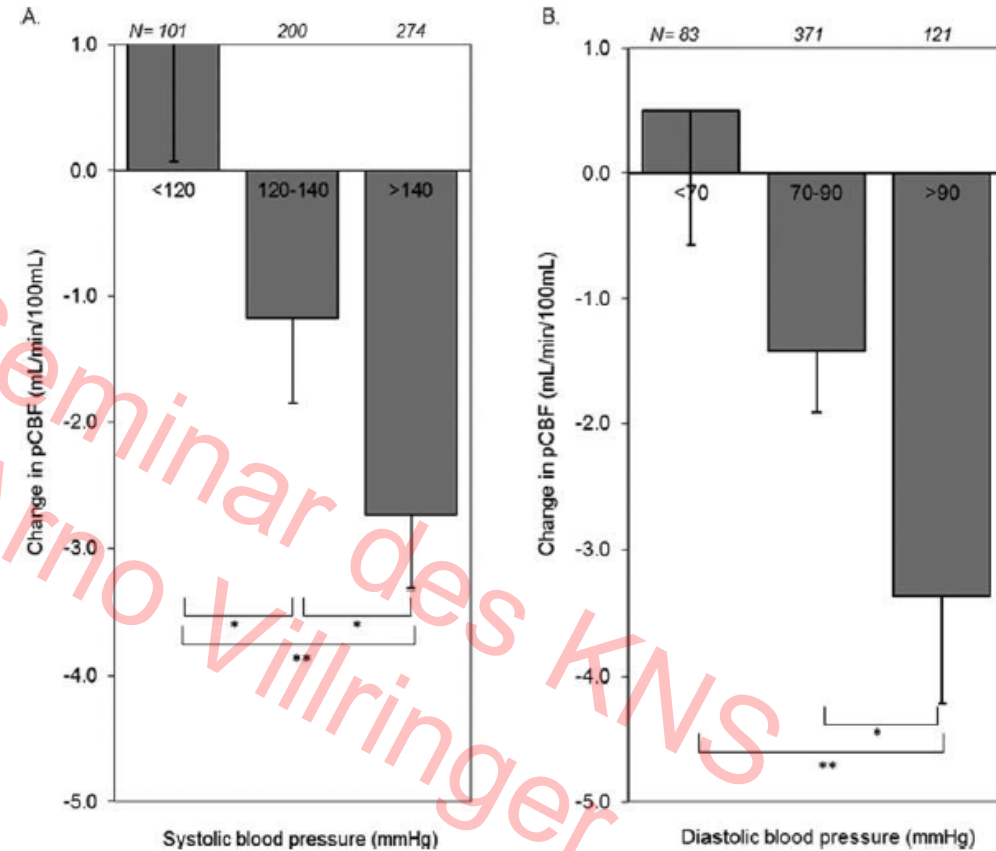 A.
N= 101 200 274
1.0
0.0
<120 120-140 >140
-1.0
-2.0
-3.0
-4.0
-5.0
* *
**
Change in pCBF (mL/min/100mL)
Systolic blood pressure (mmHg)
B.
N= 83 371 121
1.0
0.0
<70 70-90 >90
-1.0
-2.0
-3.0
-4.0
-5.0
*
**
Change in pCBF (mL/min/100mL)
Diastolic blood pressure (mmHg)
Seminar des KNS
Arno Villringer